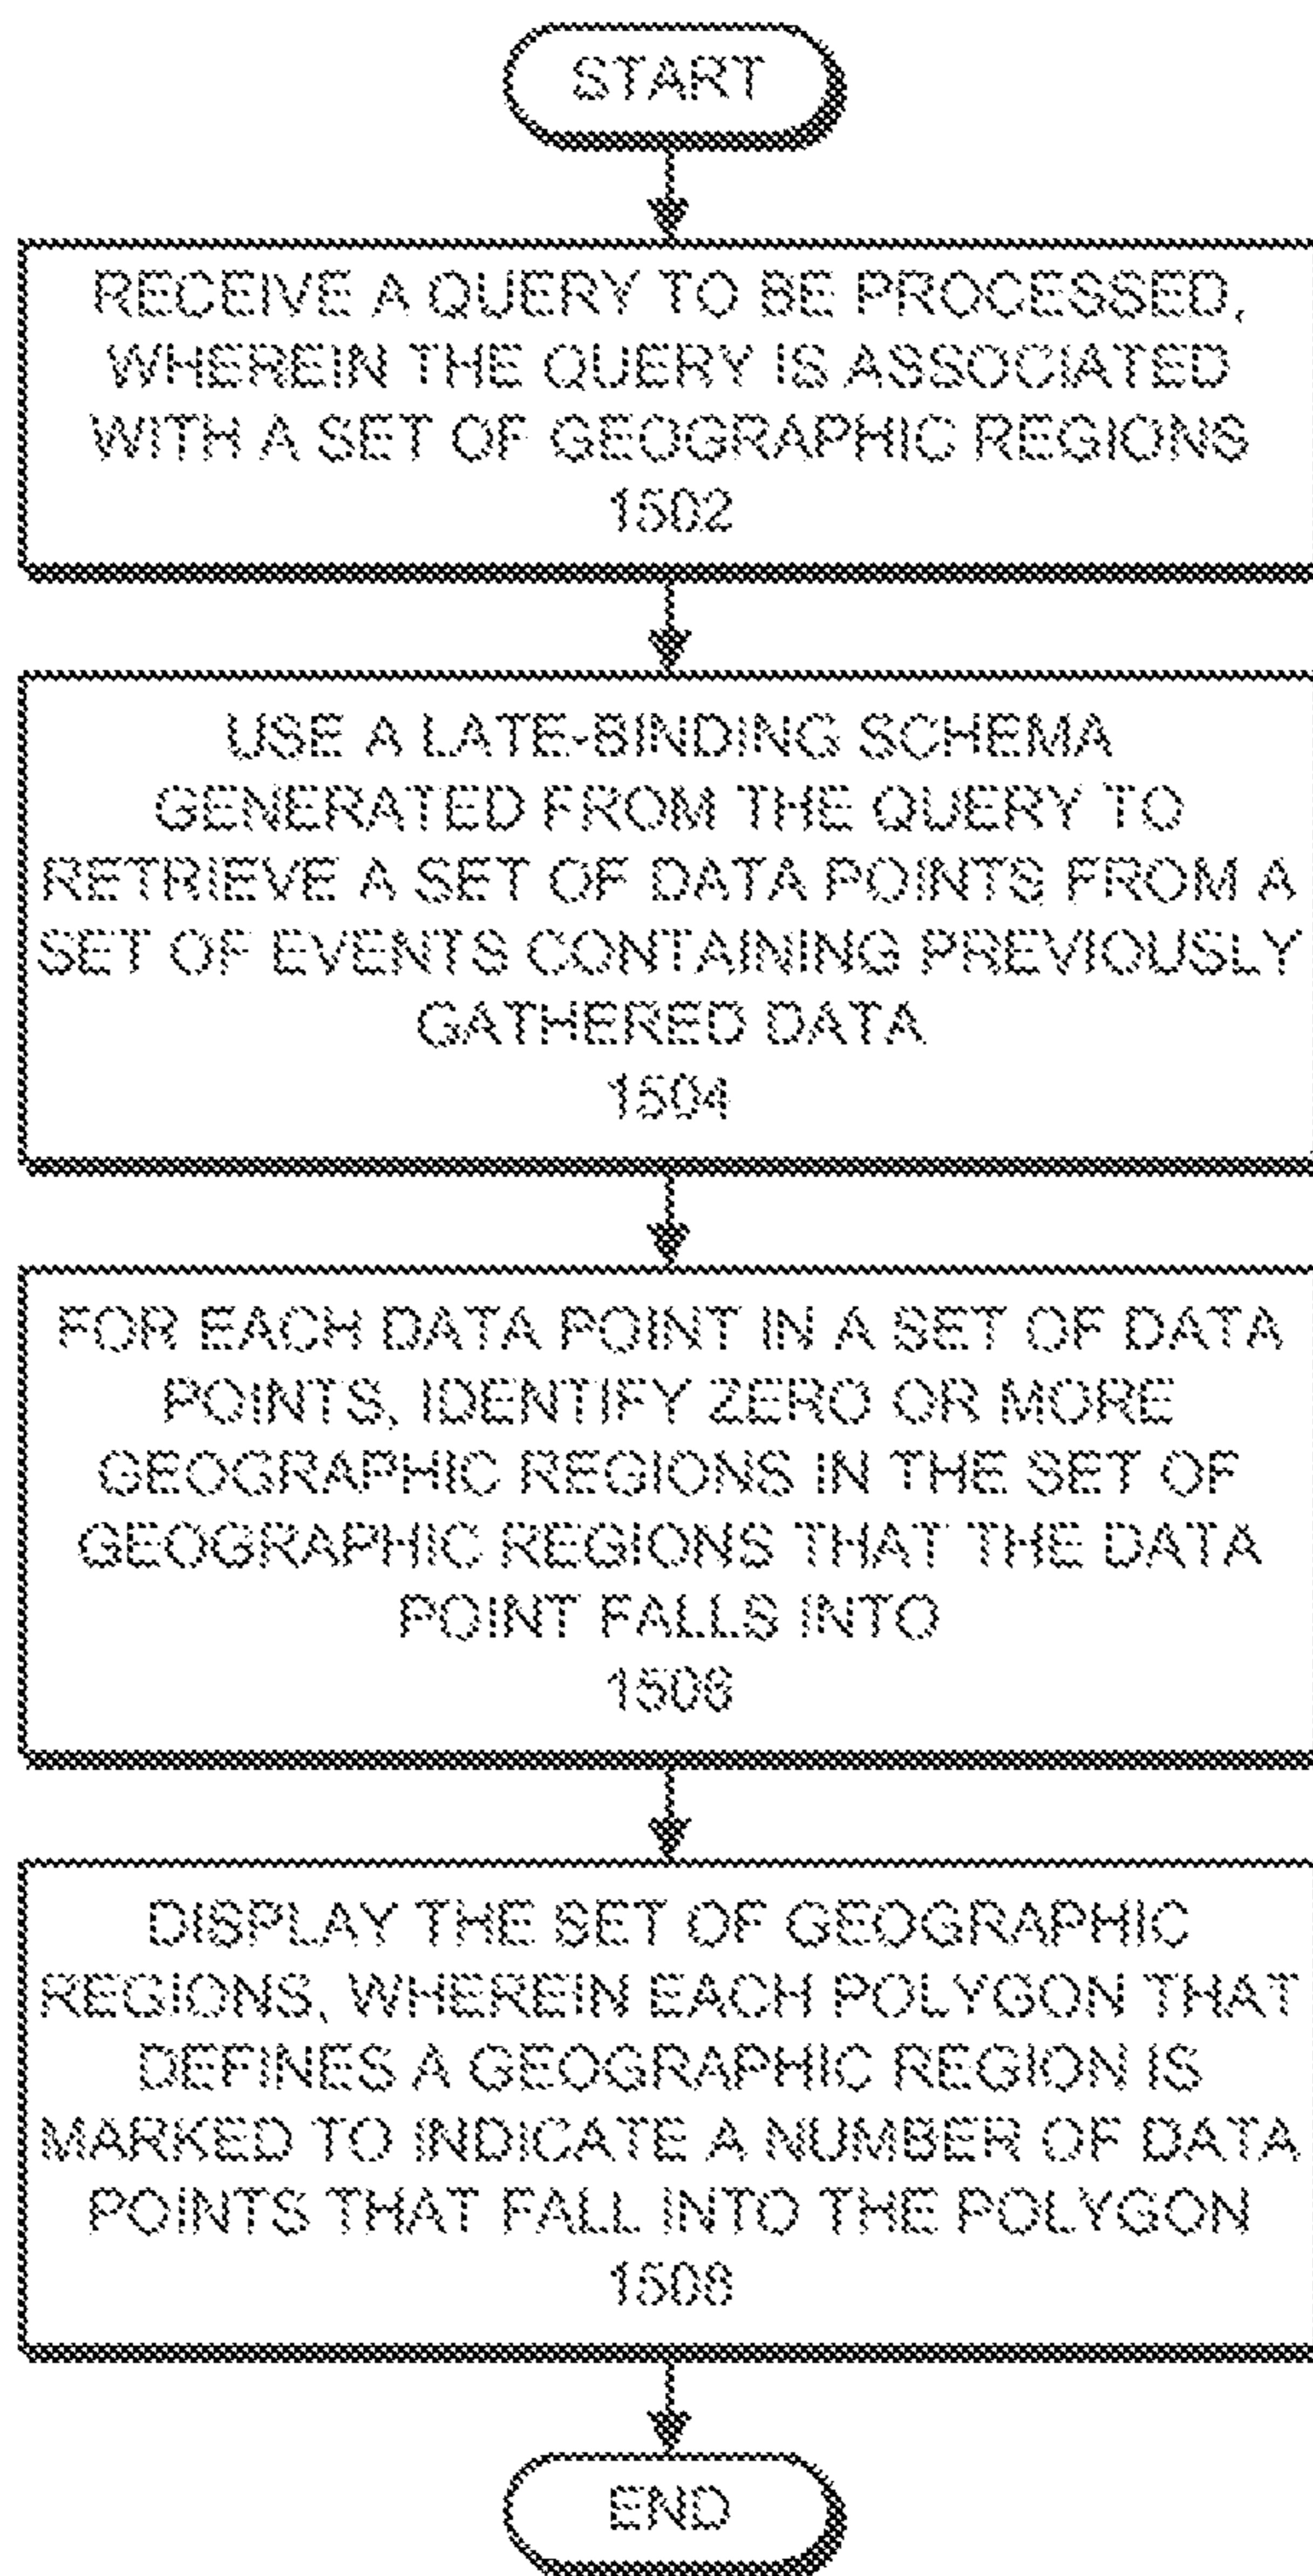 START
RECEIVE A QUERY TO BE PROCESSED,
WHEREIN THE QUERY IS ASSOCIATED
WITH A SET OF GEOGRAPHIC REGIONS
1502
USE A LATE-BINDING SCHEMA
GENERATED FROM THE QUERY TO
RETRIEVE A SET OF DATA POINTS FROM A
SET OF EVENTS CONTAINING PREVIOUSLY
GATHERED DATA
1504
FOR EACH DATA POINT IN A SET OF DATA
POINTS, IDENTIFY ZERO OR MORE
GEOGRAPHIC REGIONS IN THE SET OF
GEOGRAPHIC REGIONS THAT THE DATA
POINT FALLS INTO
1506
DISPLAY THE SET OF GEOGRAPHIC
REGIONS, WHEREIN EACH POLYGON THAT
DEFINES A GEOGRAPHIC REGION IS
MARKED TO INDICATE A NUMBER OF DATA
POINTS THAT FALL INTO THE POLYGON
1508
END